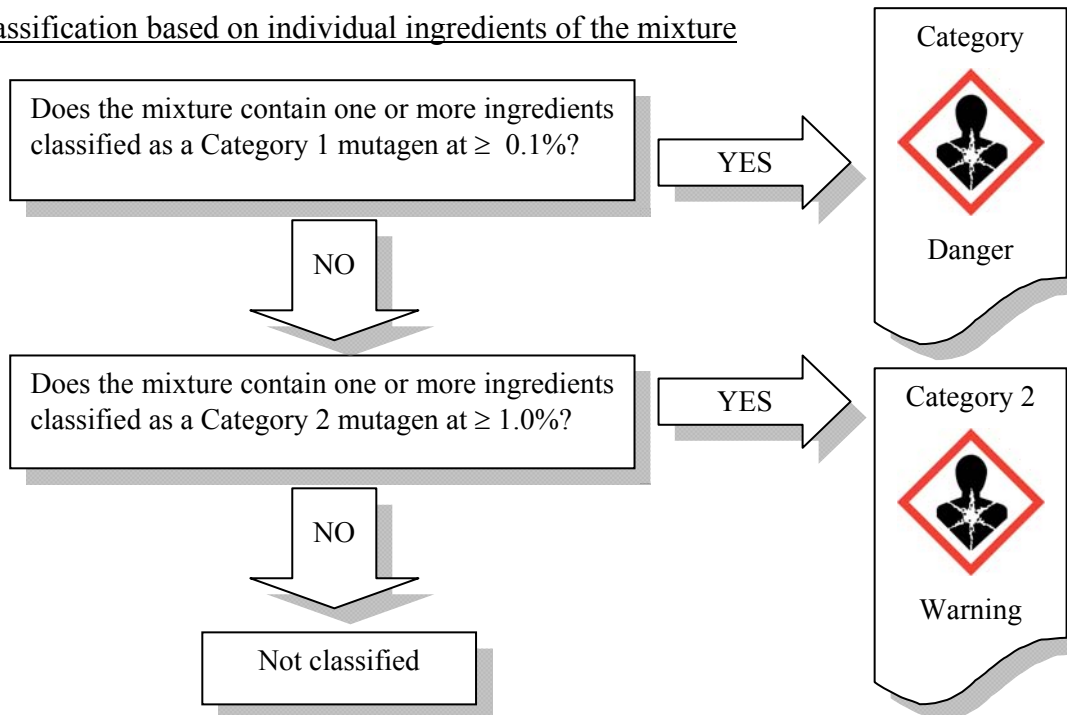 assification based on individual ingredients of the mixture
Does the mixture contain one or more ingredients
classified as a Category 1 mutagen at ≥ 0.1%?
YES
Category
Danger
NO
Does the mixture contain one or more ingredients
classified as a Category 2 mutagen at ≥ 1.0%?
YES
Category 2
Warning
NO
Not classified